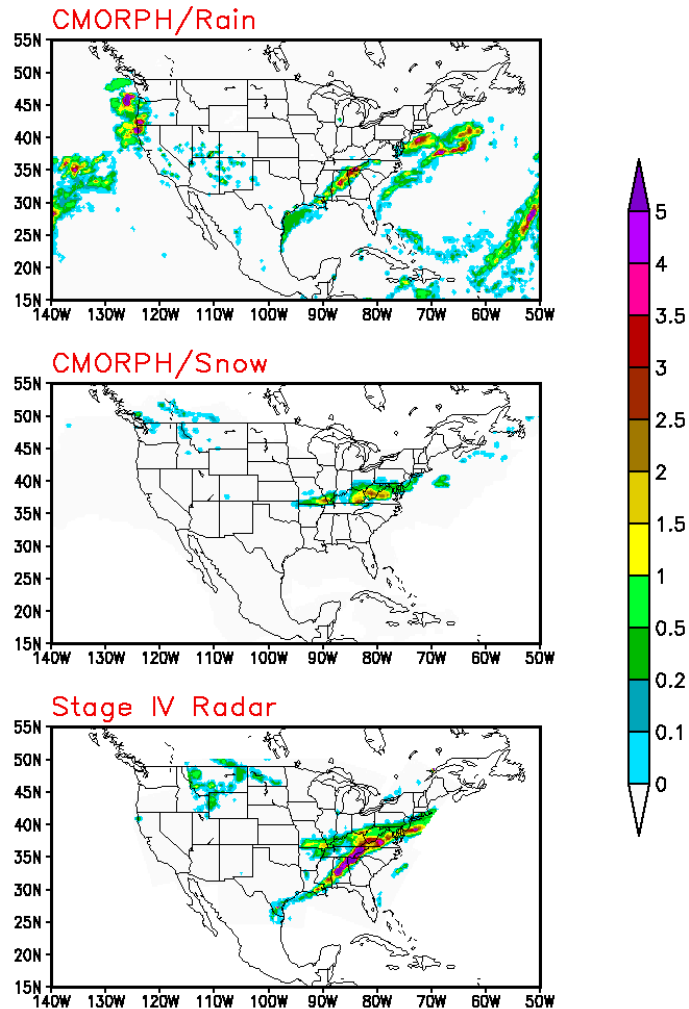 CMORPH/Rain
55N
50N
45N
40N
35N
30N
25N
20N
15N
140W 130W 120W 110W 100W 90W 80W 70W 60W 50W
CMORPH/Snow
55N
50N
45N
40N
35N
30N
25N
20N
15N
140W 130W 120W 110W 100W 90W 80W 70W 60W 50W
Stage IV Radar
55N
50N
45N
40N
35N
30N
25N
20N
15N
140W 130W 120W 110W 100W 90W 80W 70W 60W 50W
5
4
3.5
3
2.5
2
1.5
1
0.5
0.2
0.1
0